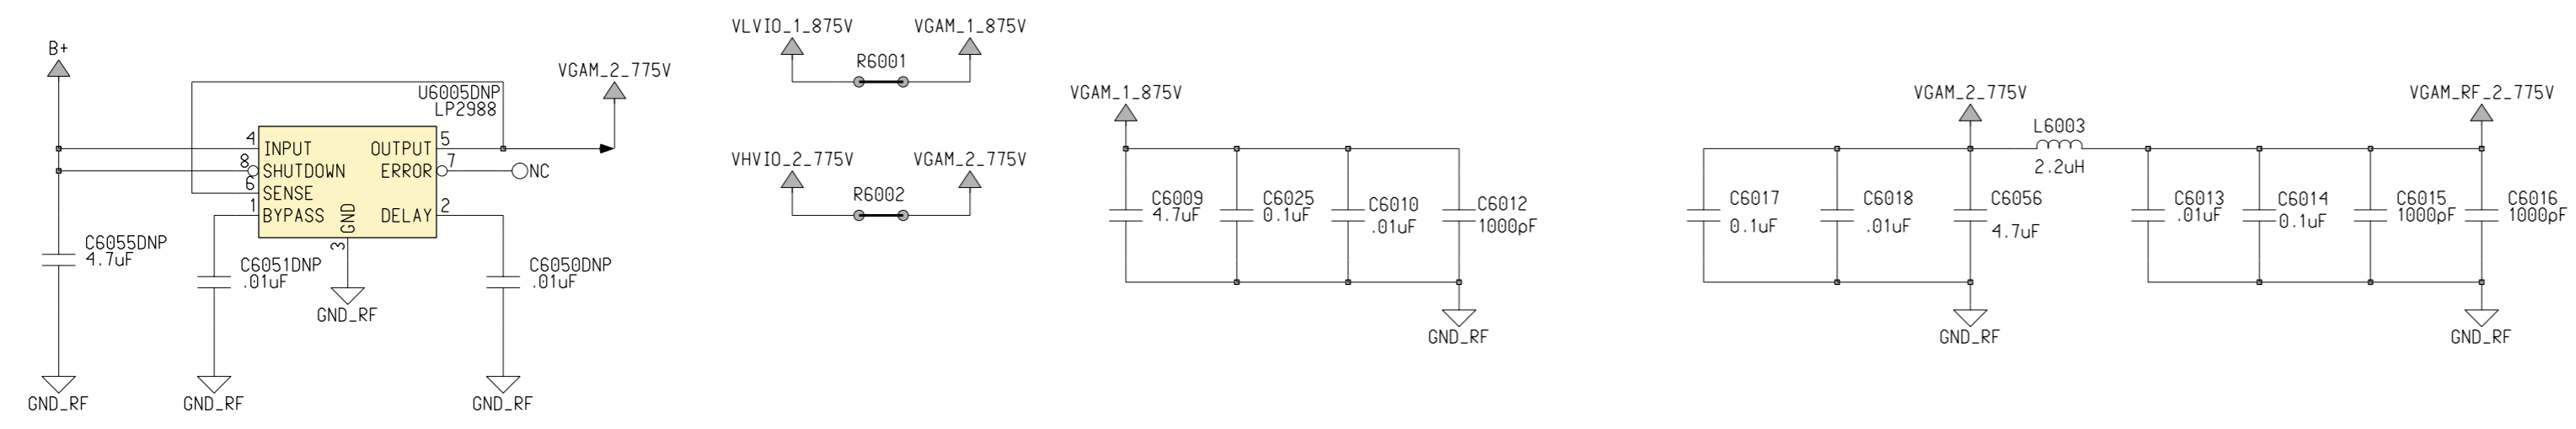 B+
VGAM_2_775V
U6005DNP
LP2988
4
INPUT
OUTPUT
5
8
SHUTDOWN
ERROR
7
NC
6
SENSE
1
BYPASS
GND
DELAY
2
3
C6055DNP
4.7uF
C6051DNP
.01uF
C6050DNP
.01uF
GND_RF
GND_RF
GND_RF
GND_RF
VLVIO_1_875V
VGAM_1_875V
R6001
VHVIO_2_775V
VGAM_2_775V
R6002
VGAM_1_875V
C6009
4.7uF
C6025
0.1uF
C6010
.01uF
C6012
1000pF
GND_RF
VGAM_2_775V
L6003
2.2uH
VGAM_RF_2_775V
C6017
0.1uF
C6018
.01uF
C6056
4.7uF
C6013
.01uF
C6014
0.1uF
C6015
1000pF
C6016
1000pF
GND_RF
GND_RF